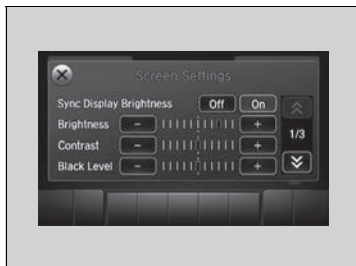 Screen Settings
Sync Display Brightness Off On
Brightness - +
1/3
Contrast - +
Black Level - +